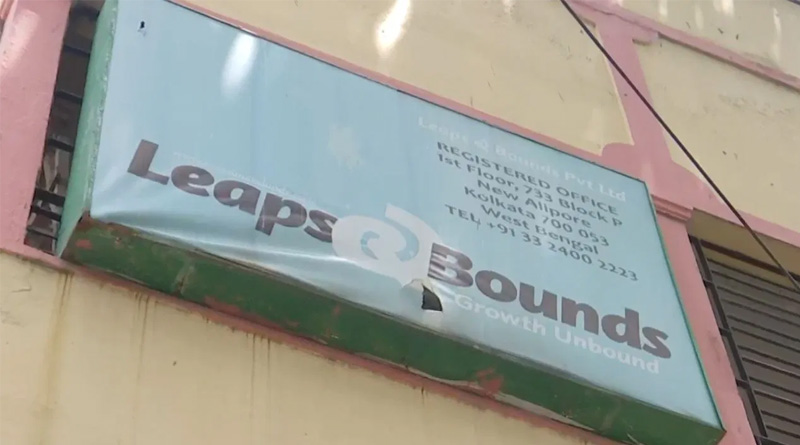 Leaps & Bounds Pvt Ltd
REGISTERED OFFICE
1st Floor, 733 Block P
New Allpore
Kolkata 700 053
West Bengal
TEL +91 33 2400 2223
Leaps & Bounds
Growth Unbound